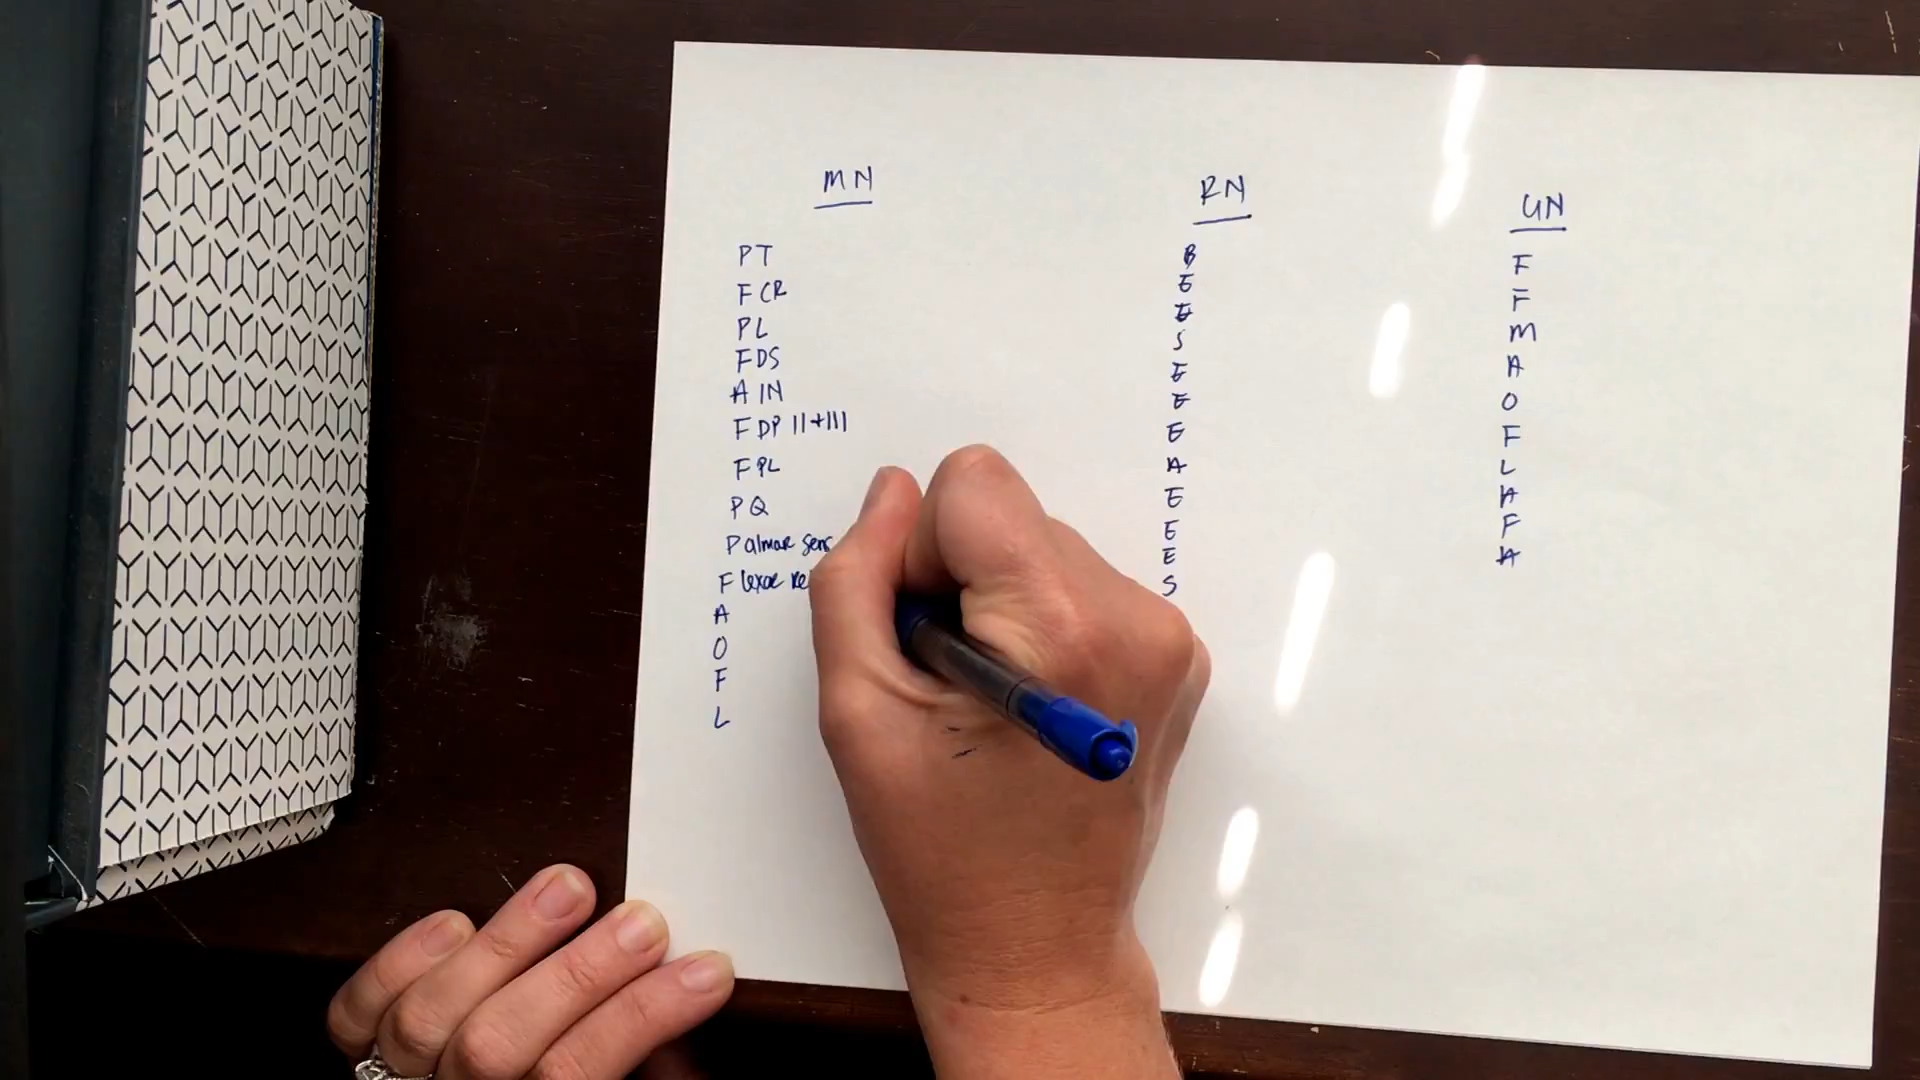 MN
PT
FCR
PL
FDS
AIN
FDP II+III
FPL
PQ
Palmar sens
Flexor re
A
O
F
L
RN
B
E
E
S
E
E
E
A
E
E
E
S
UN
F
F
M
A
O
F
L
A
F
A